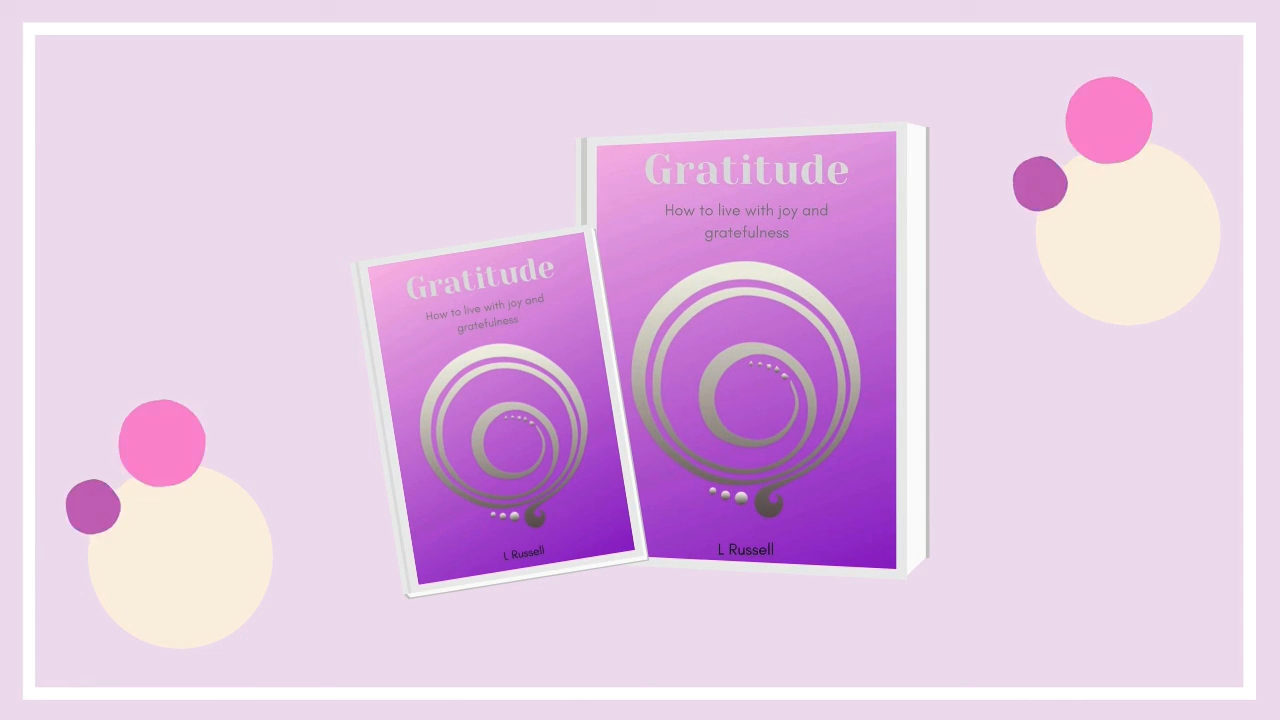 Gratitude
How to live with joy and
gratefulness
L Russell
Gratitude
How to live with joy and
gratefulness
L Russell